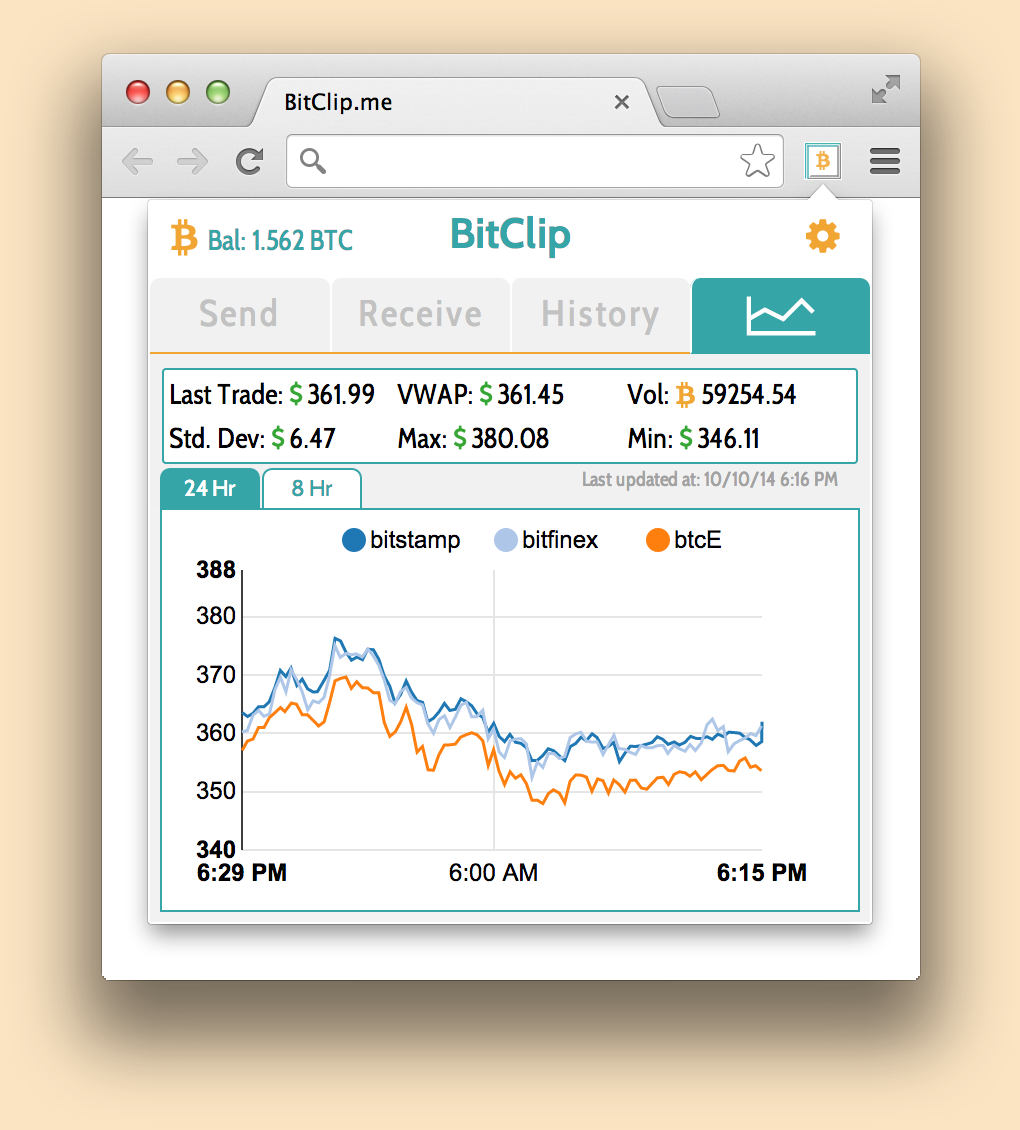 BitClip.me
Bal: 1.562 BTC
BitClip
Send
Receive
History
Last Trade: $ 361.99 VWAP: $ 361.45 Vol: ₿ 59254.54
Std. Dev: $ 6.47 Max: $ 380.08 Min: $ 346.11
24 Hr
8 Hr
Last updated at: 10/10/14 6:16 PM
bitstamp bitfinex btcE
388
380
370
360
350
340
6:29 PM 6:00 AM 6:15 PM